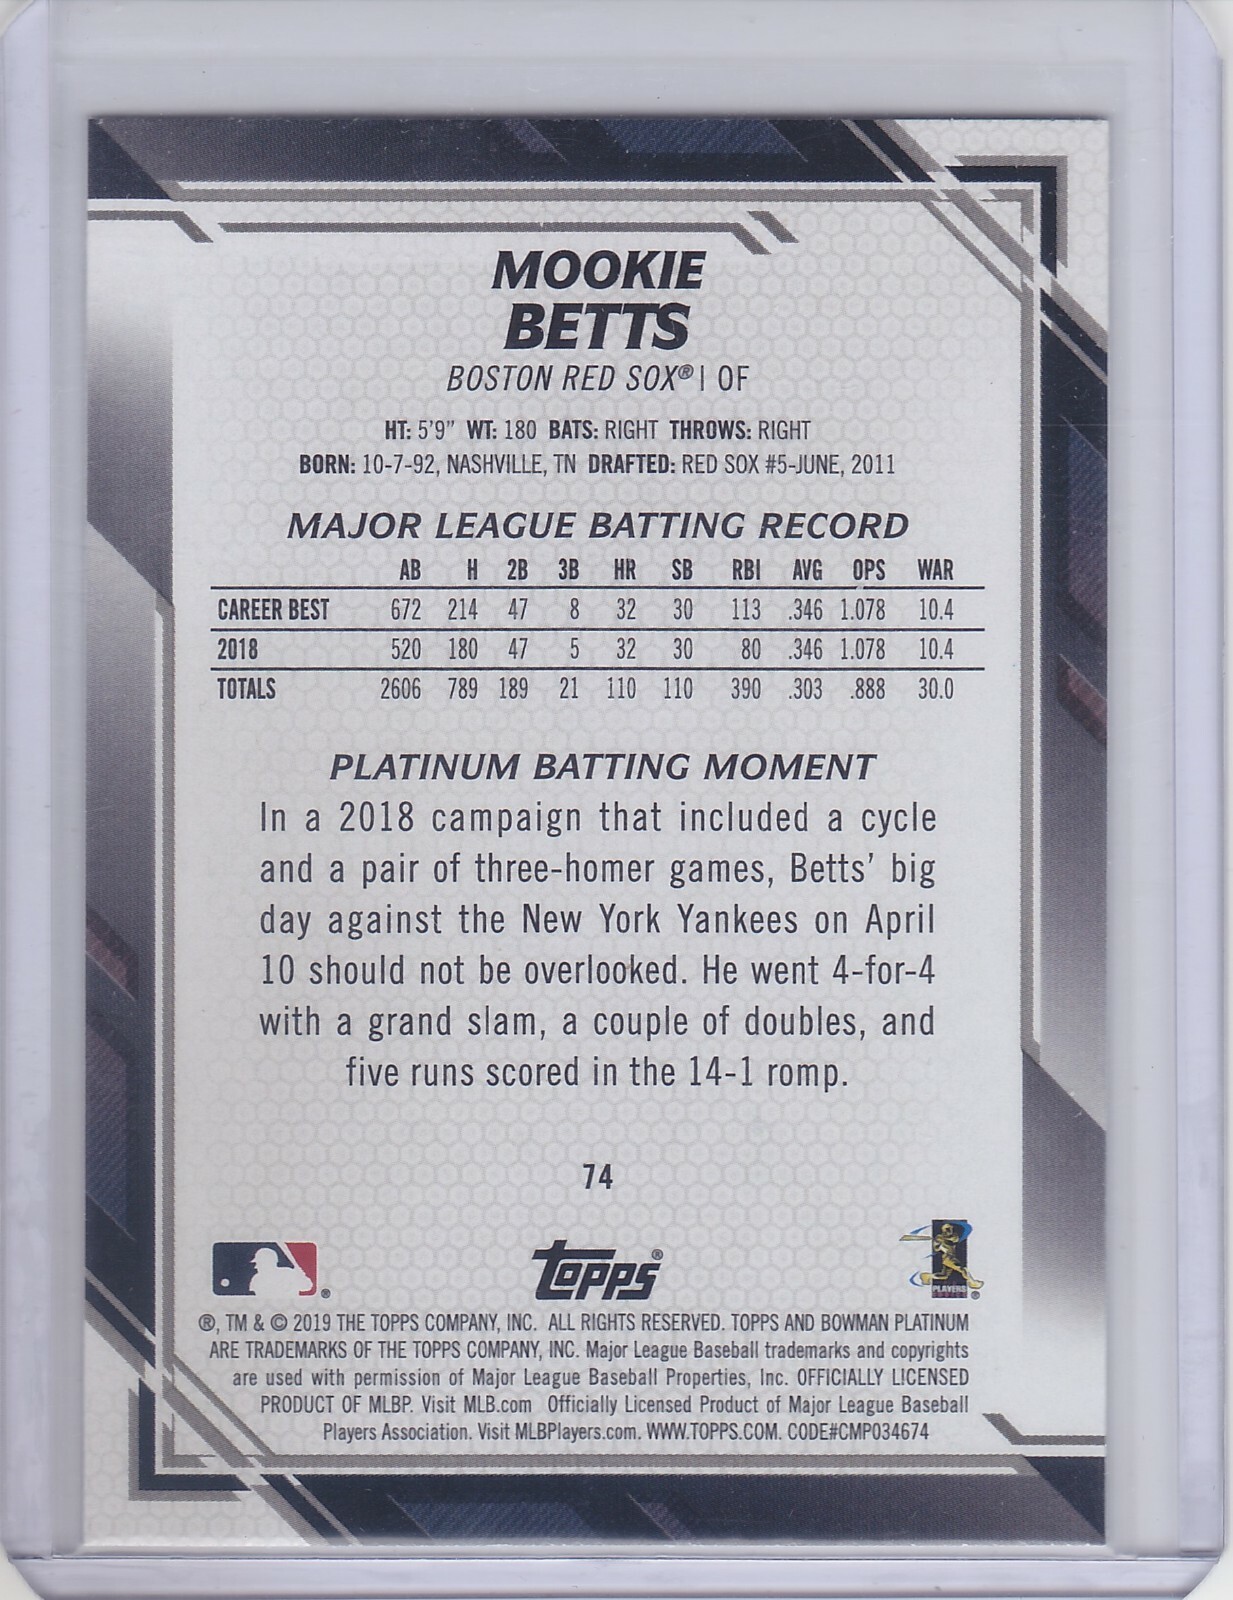 MOOKIE
BETTS
BOSTON RED SOX® | OF
HT: 5'9" WT: 180 BATS: RIGHT THROWS: RIGHT
BORN: 10-7-92, NASHVILLE, TN DRAFTED: RED SOX #5-JUNE, 2011
MAJOR LEAGUE BATTING RECORD
AB H 2B 3B HR SB RBI AVG OPS WAR
CAREER BEST 672 214 47 8 32 30 113 .346 1.078 10.4
2018 520 180 47 5 32 30 80 .346 1.078 10.4
TOTALS 2606 789 189 21 110 110 390 .303 .888 30.0
PLATINUM BATTING MOMENT
In a 2018 campaign that included a cycle
and a pair of three-homer games, Betts' big
day against the New York Yankees on April
10 should not be overlooked. He went 4-for-4
with a grand slam, a couple of doubles, and
five runs scored in the 14-1 romp.
74
® topps® PLAYERS ®
®, TM & © 2019 THE TOPPS COMPANY, INC. ALL RIGHTS RESERVED. TOPPS AND BOWMAN PLATINUM
ARE TRADEMARKS OF THE TOPPS COMPANY, INC. Major League Baseball trademarks and copyrights
are used with permission of Major League Baseball Properties, Inc. OFFICIALLY LICENSED
PRODUCT OF MLBP. Visit MLB.com Officially Licensed Product of Major League Baseball
Players Association. Visit MLBPlayers.com. WWW.TOPPS.COM. CODE#CMP034674